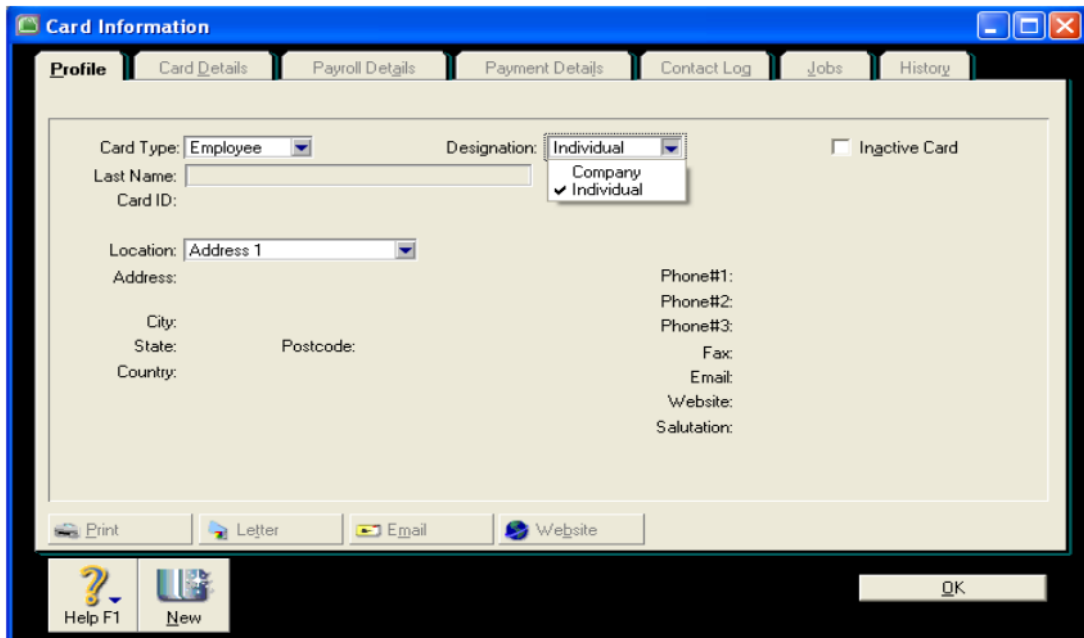 Card Information
Profile Card Details Payroll Details Payment Details Contact Log Jobs History
Card Type: Employee Designation: Individual Inactive Card
Company
Last Name:
Individual
Card ID:
Location: Address 1
Address:
Phone#1:
Phone#2:
City:
Phone#3:
State: Postcode:
Fax:
Country:
Email:
Website:
Salutation:
Print Letter Email Website
Help F1 New OK